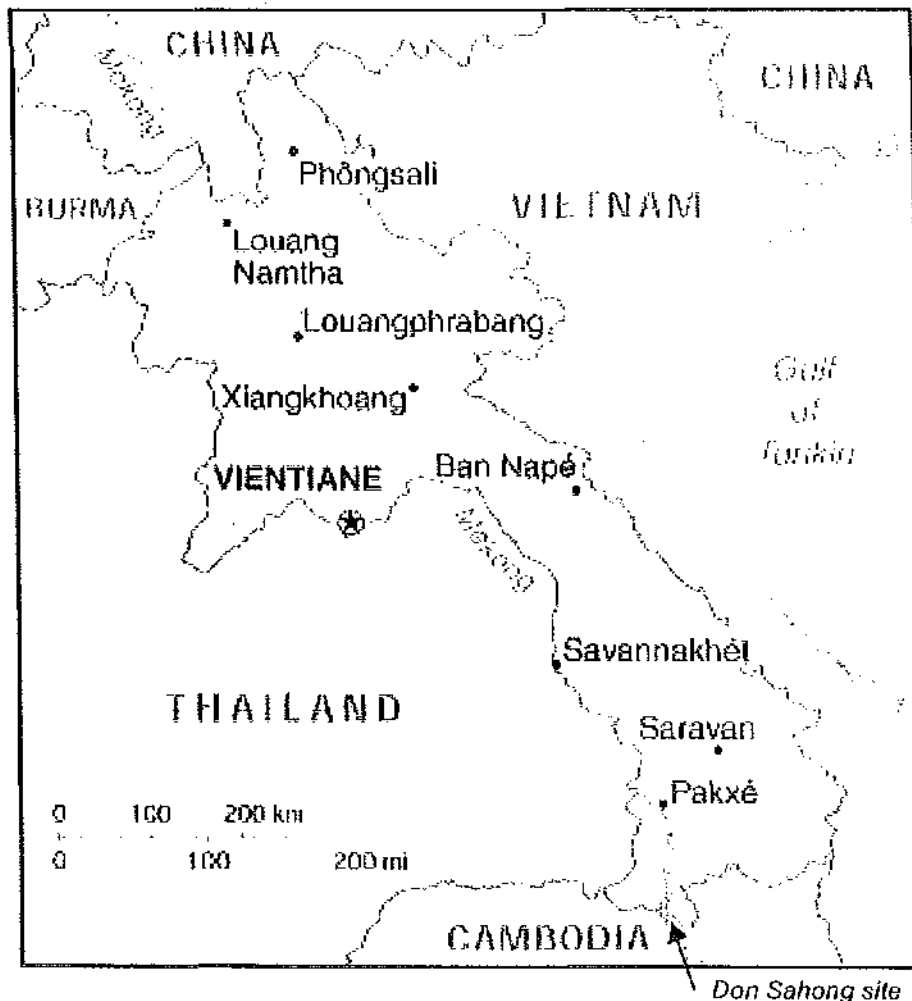 CHINA
CHINA
Mekong
Phôngsali
BURMA
VIETNAM
Louang
Namtha
Louangphrabang
Xiangkhoang
Gulf
of
Tonkin
VIENTIANE
Ban Napé
Mekong
Savannakhét
THAILAND
Saravan
Pakxé
0 100 200 km
0 100 200 mi
CAMBODIA
Don Sahong site